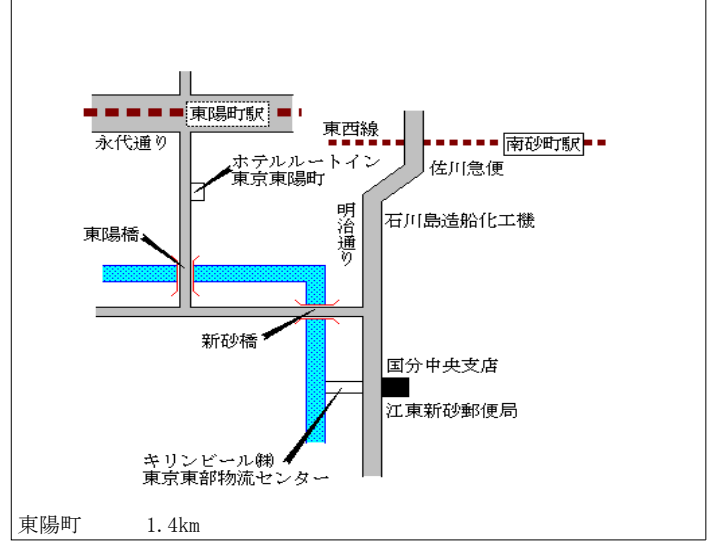 東陽町駅
東西線
永代通り
南砂町駅
ホテルルートイン
東京東陽町
佐川急便
明治通り
石川島造船化工機
東陽橋
新砂橋
国分中央支店
江東新砂郵便局
キリンビール㈱
東京東部物流センター
東陽町 1.4km